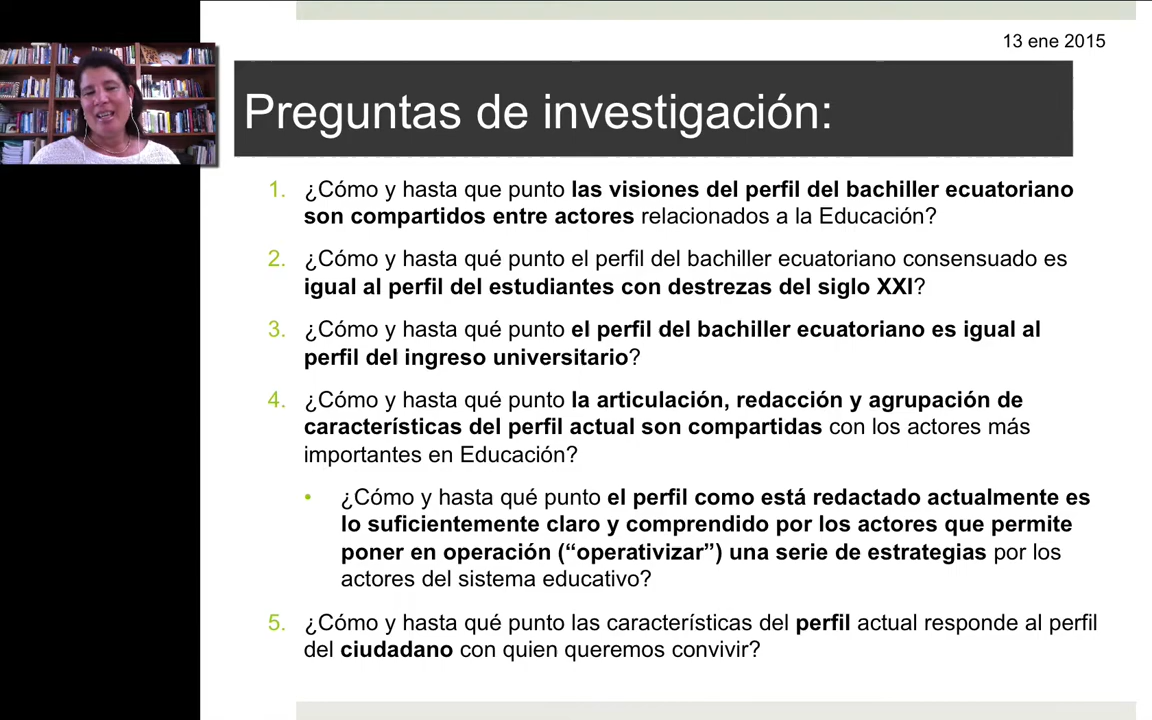 13 ene 2015
Preguntas de investigación:
1. ¿Cómo y hasta que punto las visiones del perfil del bachiller ecuatoriano
son compartidos entre actores relacionados a la Educación?
2. ¿Cómo y hasta qué punto el perfil del bachiller ecuatoriano consensuado es
igual al perfil del estudiantes con destrezas del siglo XXI?
3. ¿Cómo y hasta qué punto el perfil del bachiller ecuatoriano es igual al
perfil del ingreso universitario?
4. ¿Cómo y hasta qué punto la articulación, redacción y agrupación de
características del perfil actual son compartidas con los actores más
importantes en Educación?
• ¿Cómo y hasta qué punto el perfil como está redactado actualmente es
lo suficientemente claro y comprendido por los actores que permite
poner en operación (“operativizar”) una serie de estrategias por los
actores del sistema educativo?
5. ¿Cómo y hasta qué punto las características del perfil actual responde al perfil
del ciudadano con quien queremos convivir?